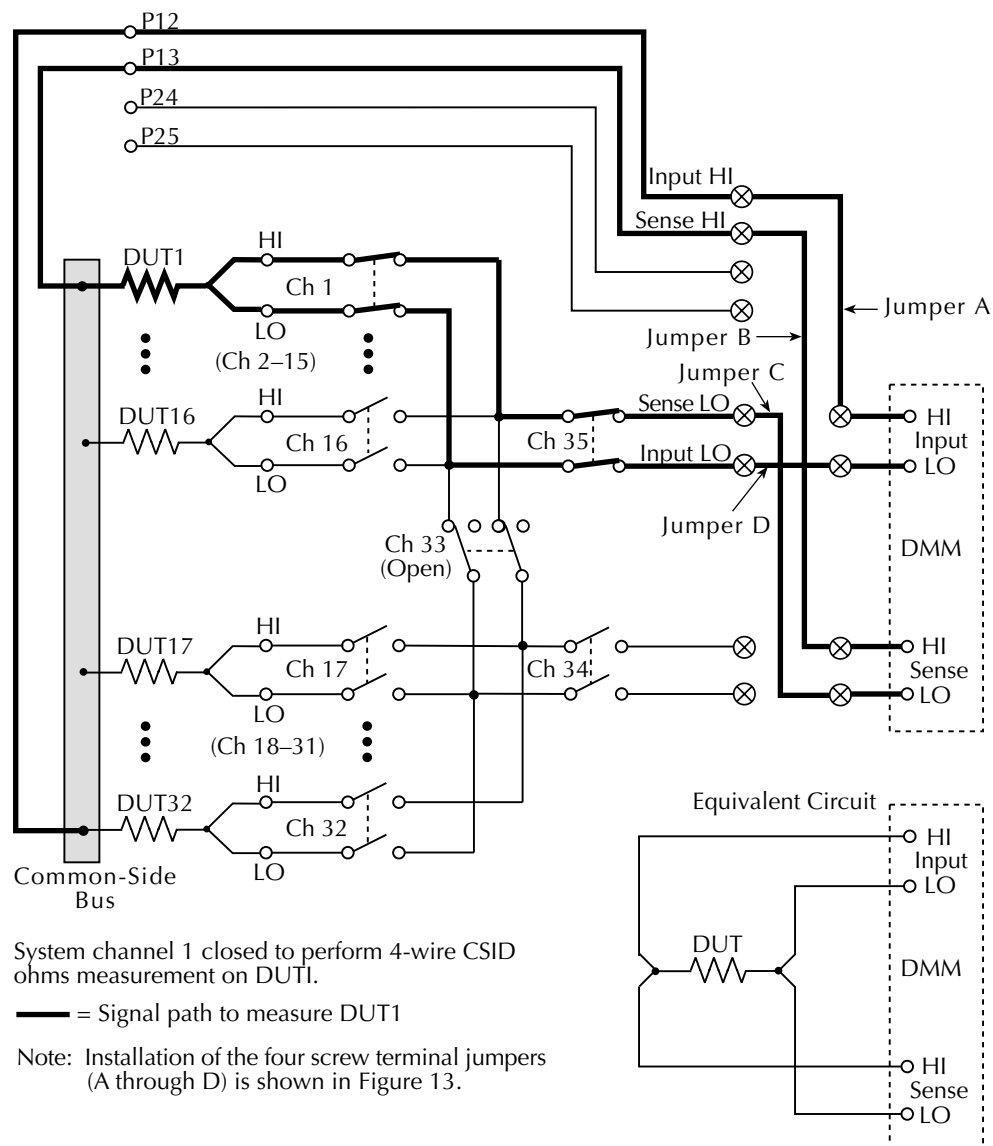 P12
P13
P24
P25
Input HI
Sense HI
HI
DUT1
Ch 1
LO
(Ch 2–15)
Jumper A
Jumper B
Jumper C
HI
DUT16
Ch 16
LO
Sense LO
Ch 35
Input LO
HI
Input
LO
Jumper D
Ch 33
(Open)
DMM
HI
DUT17
Ch 17
LO
Ch 34
HI
Sense
LO
(Ch 18–31)
HI
DUT32
Ch 32
LO
Common-Side
Bus
Equivalent Circuit
HI
Input
LO
DUT
DMM
HI
Sense
LO
System channel 1 closed to perform 4-wire CSID
ohms measurement on DUTI.
= Signal path to measure DUT1
Note: Installation of the four screw terminal jumpers
(A through D) is shown in Figure 13.